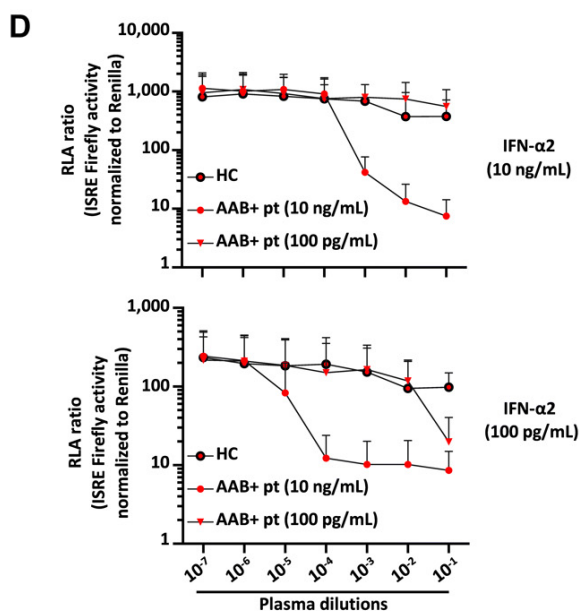 D
1,000
100
10
1
RLA ratio
(ISRE Firefly activity
normalized to Renilla)
HC
AAB+ pt (10 ng/mL)
AAB+ pt (100 pg/mL)
IFN-α2
(10 ng/mL)
1,000
100
10
1
RLA ratio
(ISRE Firefly activity
normalized to Renilla)
HC
AAB+ pt (10 ng/mL)
AAB+ pt (100 pg/mL)
IFN-α2
(100 pg/mL)
10⁻⁷ 10⁻⁶ 10⁻⁵ 10⁻⁴ 10⁻³ 10⁻² 10⁻¹
Plasma dilutions